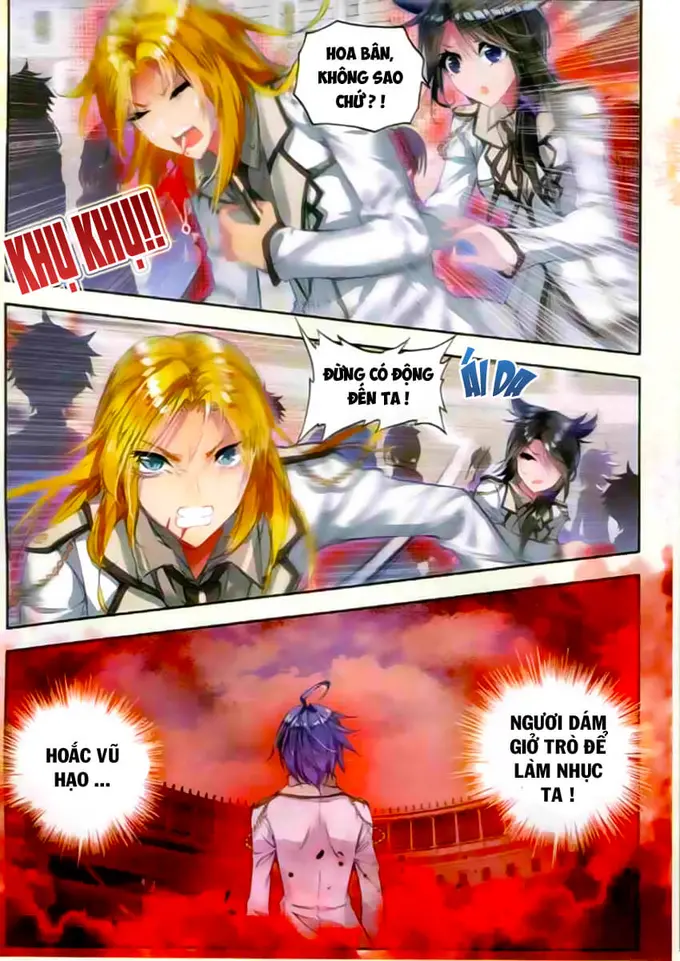 HOA BÂN,
KHÔNG SAO
CHỨ ? !
KHỤ KHỤ!!
ĐỪNG CÓ ĐỘNG
ĐẾN TA !
ÁI DA
HOẮC VŨ
HẠO ...
NGƯƠI DÁM
GIỞ TRÒ ĐỂ
LÀM NHỤC
TA !